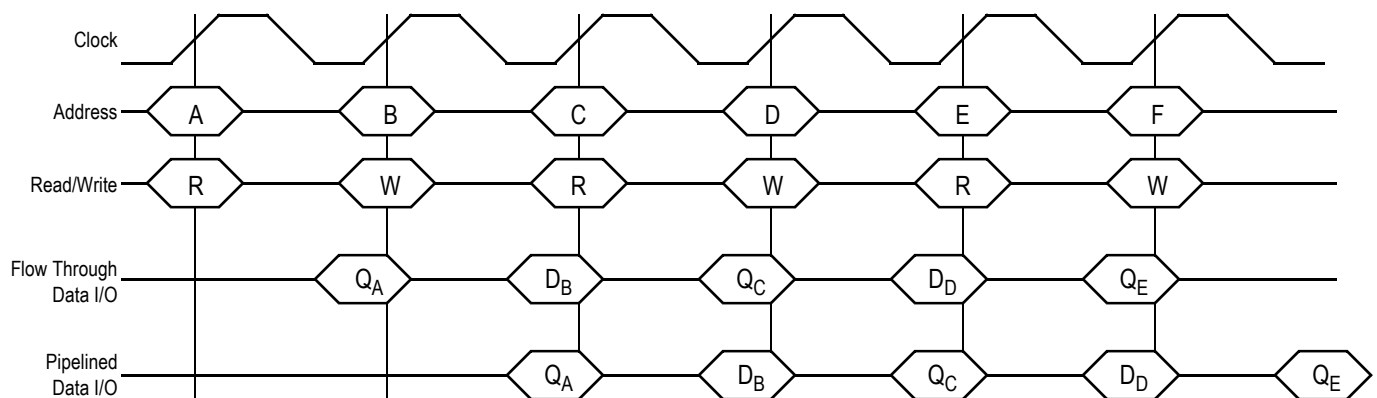 Clock
Address A B C D E F
Read/Write R W R W R W
Flow Through
Data I/O
QA DB QC DD QE
Pipelined
Data I/O
QA DB QC DD QE